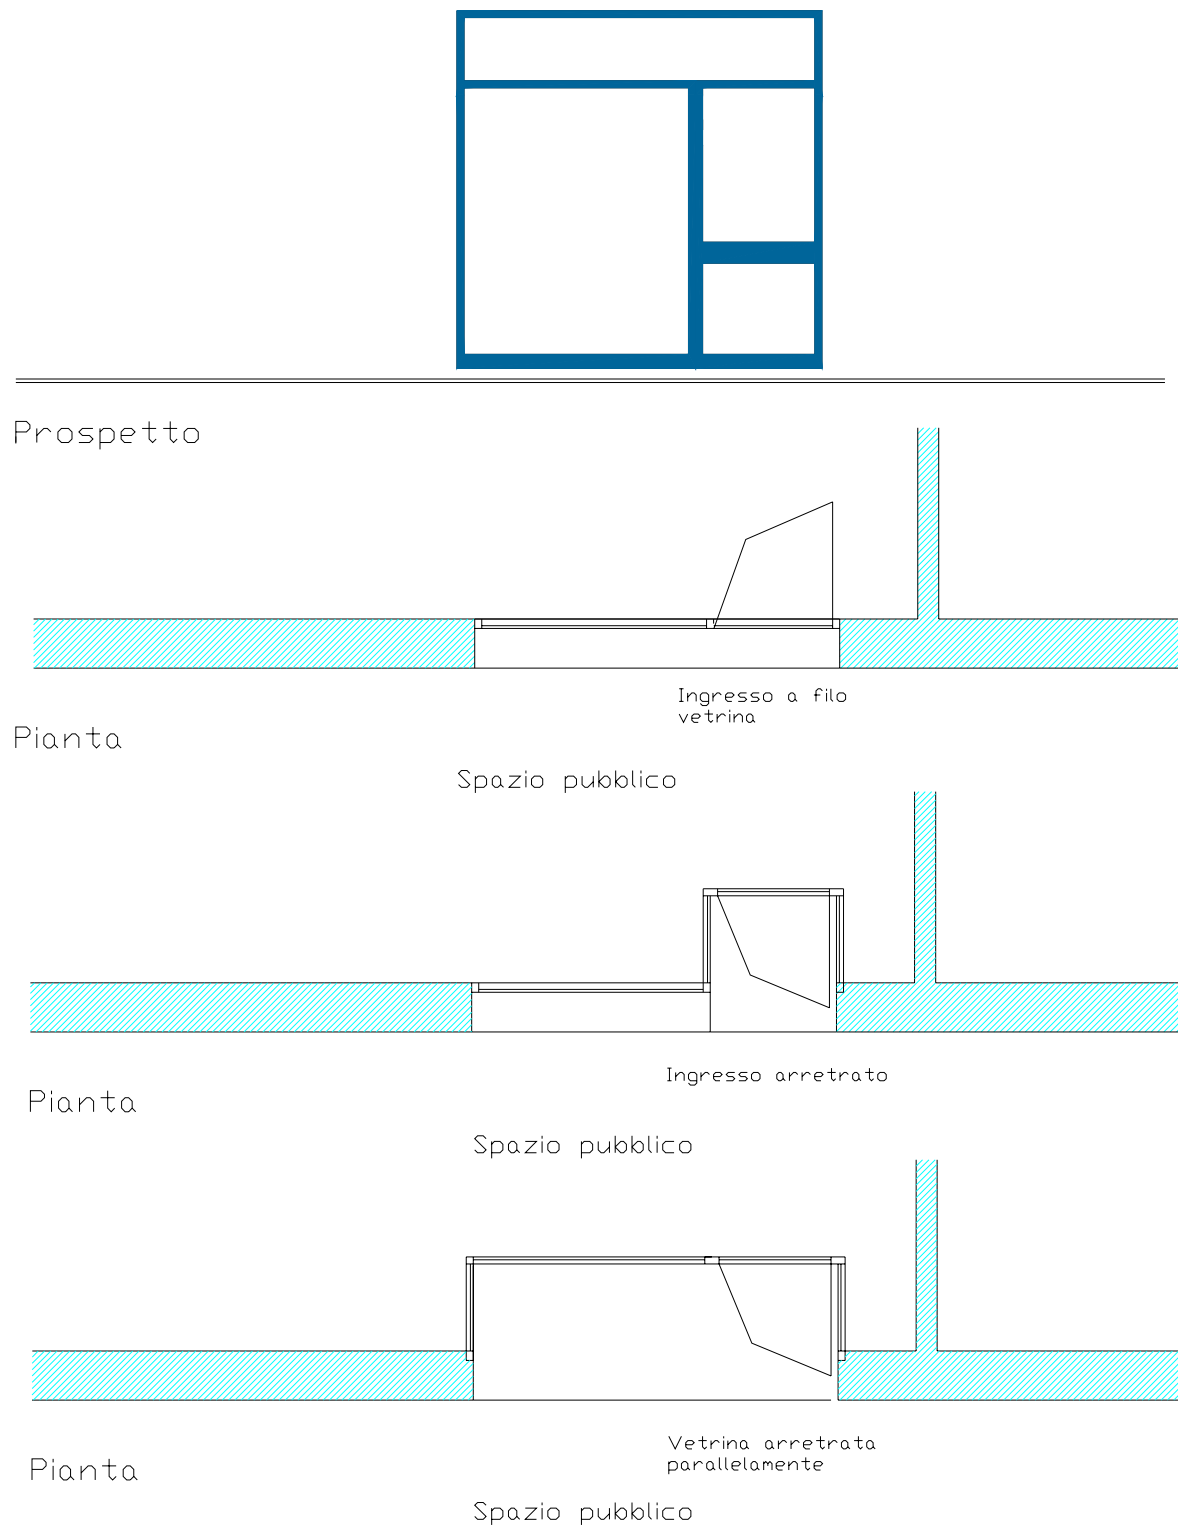 Prospetto
Ingresso a filo
vetrina
Pianta
Spazio pubblico
Ingresso arretrato
Pianta
Spazio pubblico
Vetrina arretrata
parallelamente
Pianta
Spazio pubblico